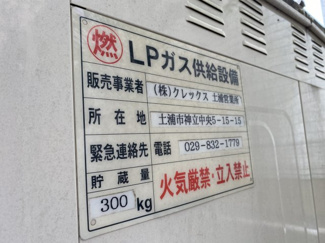 燃 LPガス供給設備
販売事業者 (株)クレックス 土浦営業所
所在地 土浦市神立中央5-15-15
緊急連絡先 電話 029-832-1779
貯蔵量
300kg
火気厳禁・立入禁止